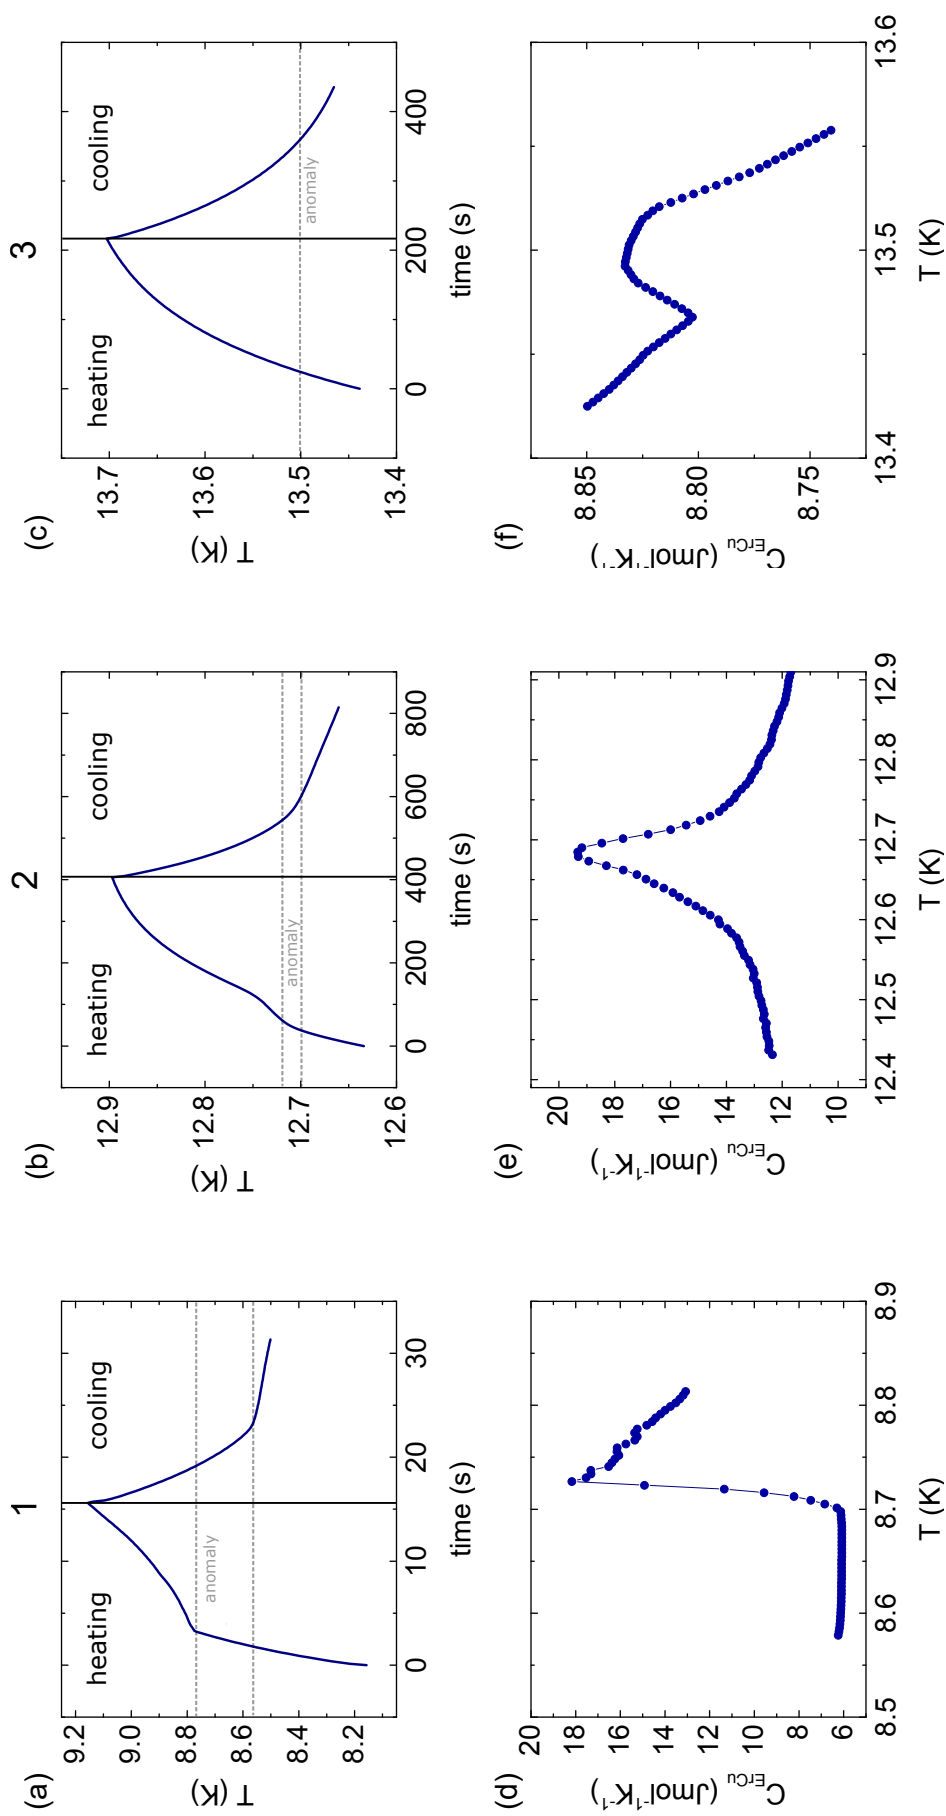 1
(a)
T (K)
9.2
9.0
8.8
8.6
8.4
8.2
heating
cooling
anomaly
0
10
20
30
time (s)
2
(b)
T (K)
12.9
12.8
12.7
12.6
heating
cooling
anomaly
0
200
400
600
800
time (s)
3
(c)
T (K)
13.7
13.6
13.5
13.4
heating
cooling
anomaly
0
200
400
time (s)
(d)
C_ErCu (Jmol⁻¹K⁻¹)
20
18
16
14
12
10
8
6
8.5
8.6
8.7
8.8
8.9
T (K)
(e)
C_ErCu (Jmol⁻¹K⁻¹)
20
18
16
14
12
10
12.4
12.5
12.6
12.7
12.8
12.9
T (K)
(f)
C_ErCu (Jmol⁻¹K⁻¹)
8.85
8.80
8.75
13.4
13.5
13.6
T (K)